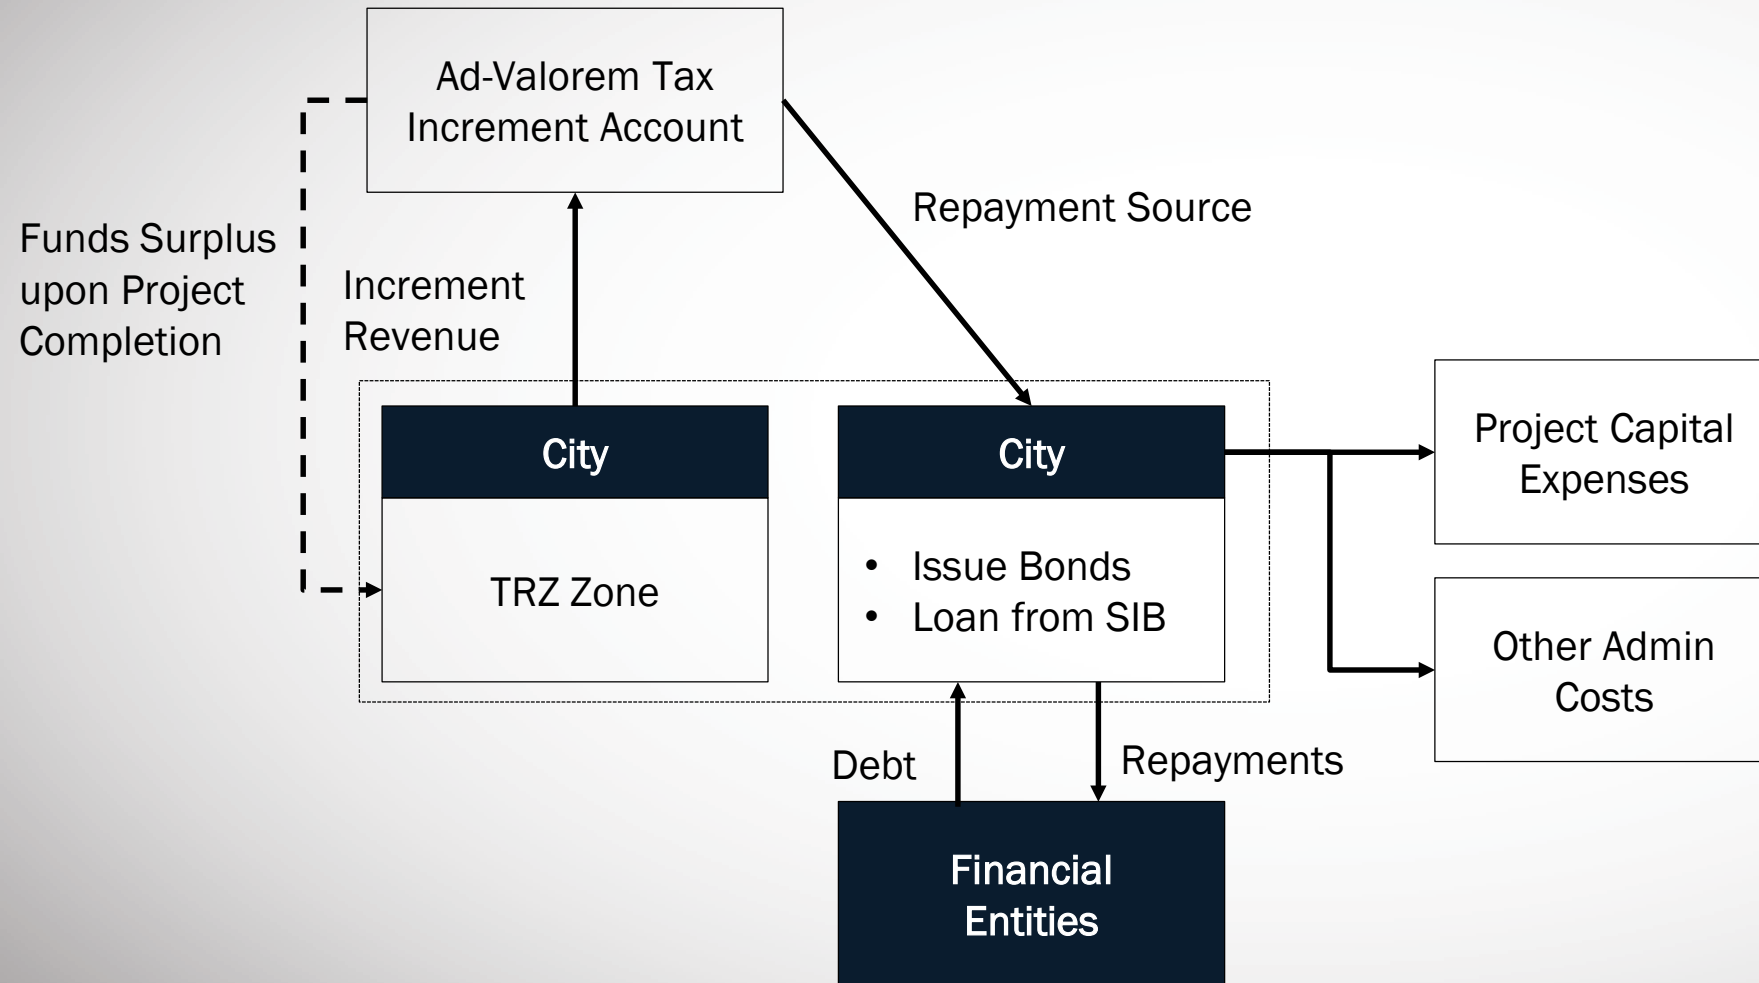 Ad-Valorem Tax
Increment Account
Repayment Source
Funds Surplus
upon Project
Completion
Increment
Revenue
City
TRZ Zone
City
• Issue Bonds
• Loan from SIB
Project Capital
Expenses
Other Admin
Costs
Debt
Repayments
Financial
Entities